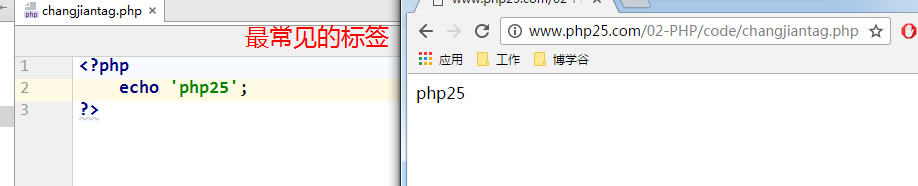 changjiantag.php
最常见的标签
1 <?php
2 echo 'php25';
3 ?>
www.php25.com/02-PHP/code/changjiantag.php
应用 工作 博学谷
php25